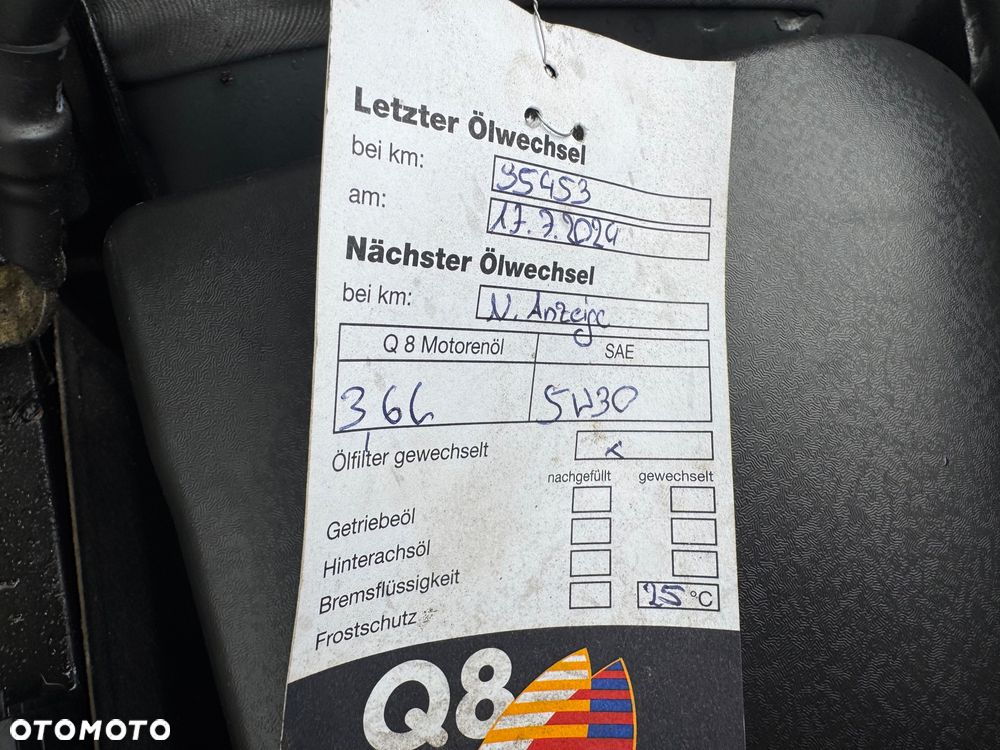 Letzter Ölwechsel
bei km: 35453
am: 17.7.2024
Nächster Ölwechsel
bei km: N. Anzeige
Q 8 Motorenöl SAE
366 5W30
Ölfilter gewechselt x
nachgefüllt gewechselt
Getriebeöl
Hinterachsöl
Bremsflüssigkeit
Frostschutz 25 °C
Q8
OTOMOTO